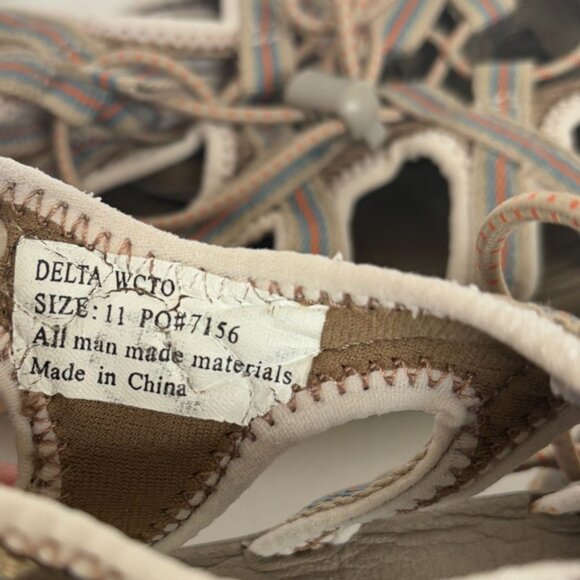 DELTA WCTO
SIZE: 11 PO#7156
All man made materials
Made in China